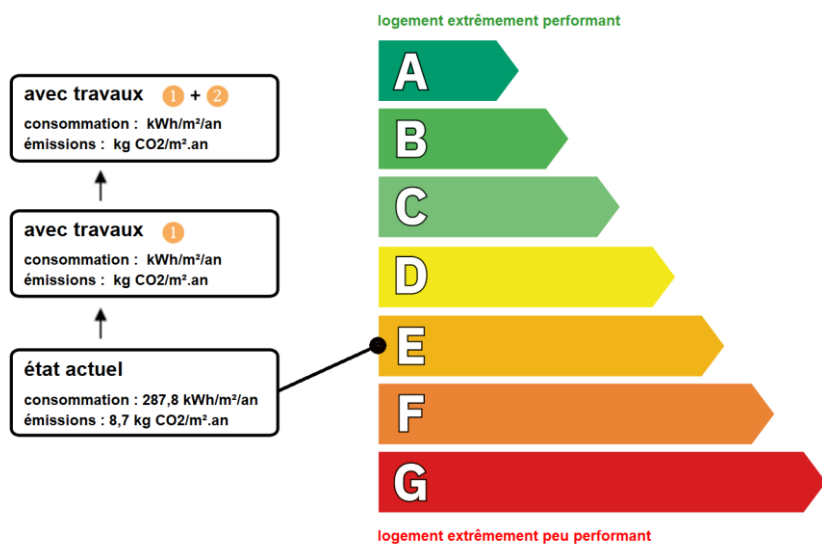 logement extrêmement performant
avec travaux 1 + 2
consommation : kWh/m²/an
émissions : kg CO2/m².an
avec travaux 1
consommation : kWh/m²/an
émissions : kg CO2/m².an
état actuel
consommation : 287,8 kWh/m²/an
émissions : 8,7 kg CO2/m².an
A
B
C
D
E
F
G
logement extrêmement peu performant